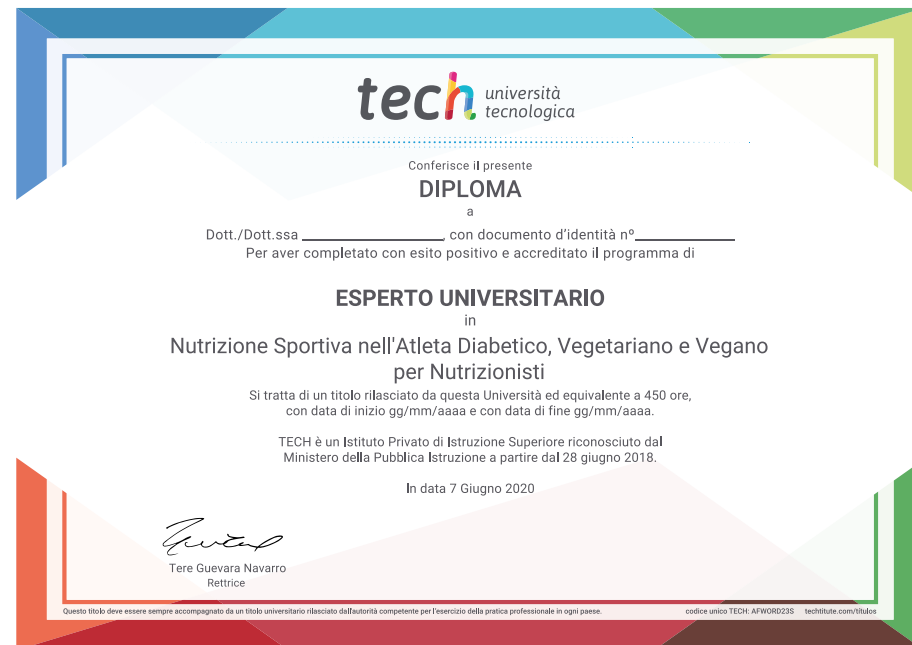 tech università
tecnologica
Conferisce il presente
DIPLOMA
a
Dott./Dott.ssa ____________, con documento d'identità nº____________
Per aver completato con esito positivo e accreditato il programma di
ESPERTO UNIVERSITARIO
in
Nutrizione Sportiva nell'Atleta Diabetico, Vegetariano e Vegano
per Nutrizionisti
Si tratta di un titolo rilasciato da questa Università ed equivalente a 450 ore,
con data di inizio gg/mm/aaaa e con data di fine gg/mm/aaaa.
TECH è un Istituto Privato di Istruzione Superiore riconosciuto dal
Ministero della Pubblica Istruzione a partire dal 28 giugno 2018.
In data 7 Giugno 2020
Tere Guevara Navarro
Rettrice
Questo titolo deve essere sempre accompagnato da un titolo universitario rilasciato dall'autorità competente per l'esercizio della pratica professionale in ogni paese. codice unico TECH: AFWORD23S techtitute.com/titulos